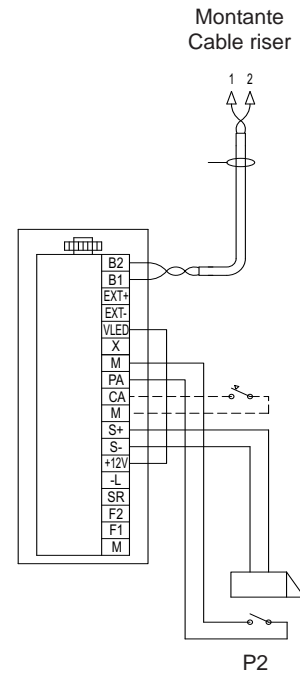 Montante
Cable riser
1 2
B2
B1
EXT+
EXT-
VLED
X
M
PA
CA
M
S+
S-
+12V
-L
SR
F2
F1
M
P2